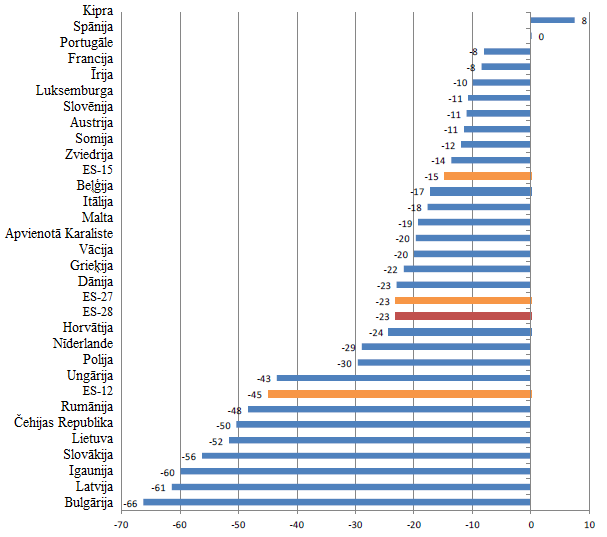 Kipra 8
Spānija 0
Portugāle -8
Francija -8
Īrija -10
Luksemburga -11
Slovēnija -11
Austrija -11
Somija -12
Zviedrija -14
ES-15 -15
Beļģija -17
Itālija -18
Malta -19
Apvienotā Karaliste -20
Vācija -20
Grieķija -22
Dānija -23
ES-27 -23
ES-28 -23
Horvātija -24
Nīderlande -29
Polija -30
Ungārija -43
ES-12 -45
Rumānija -48
Čehijas Republika -50
Lietuva -52
Slovākija -56
Igaunija -60
Latvija -61
Bulgārija -66
-70 -60 -50 -40 -30 -20 -10 0 10